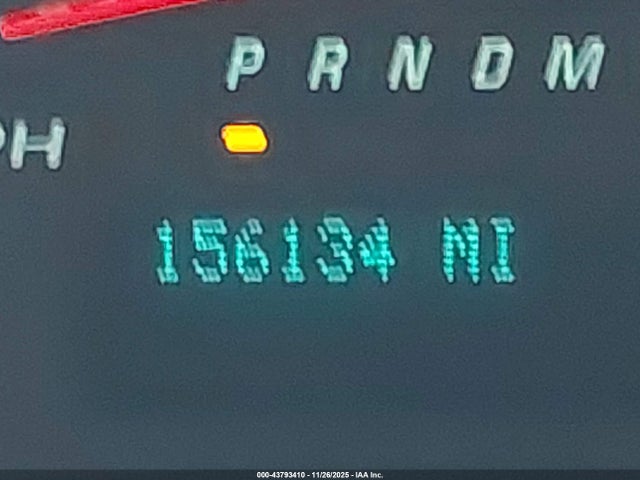 P R N D M
PH
156134 MI
000-43793410 - 11/26/2025 - IAA Inc.